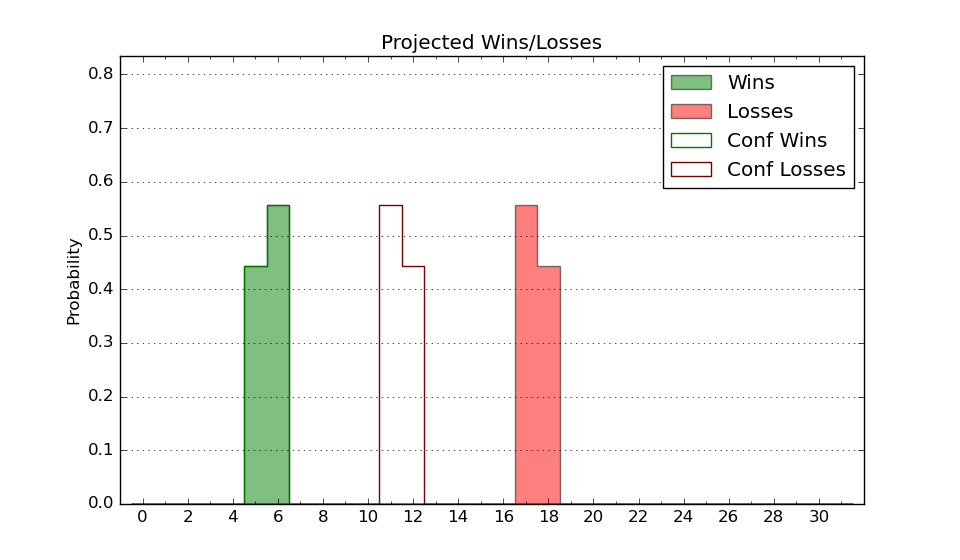 Projected Wins/Losses
Wins
Losses
Conf Wins
Conf Losses
Probability
0.8
0.7
0.6
0.5
0.4
0.3
0.2
0.1
0.0
0 2 4 6 8 10 12 14 16 18 20 22 24 26 28 30